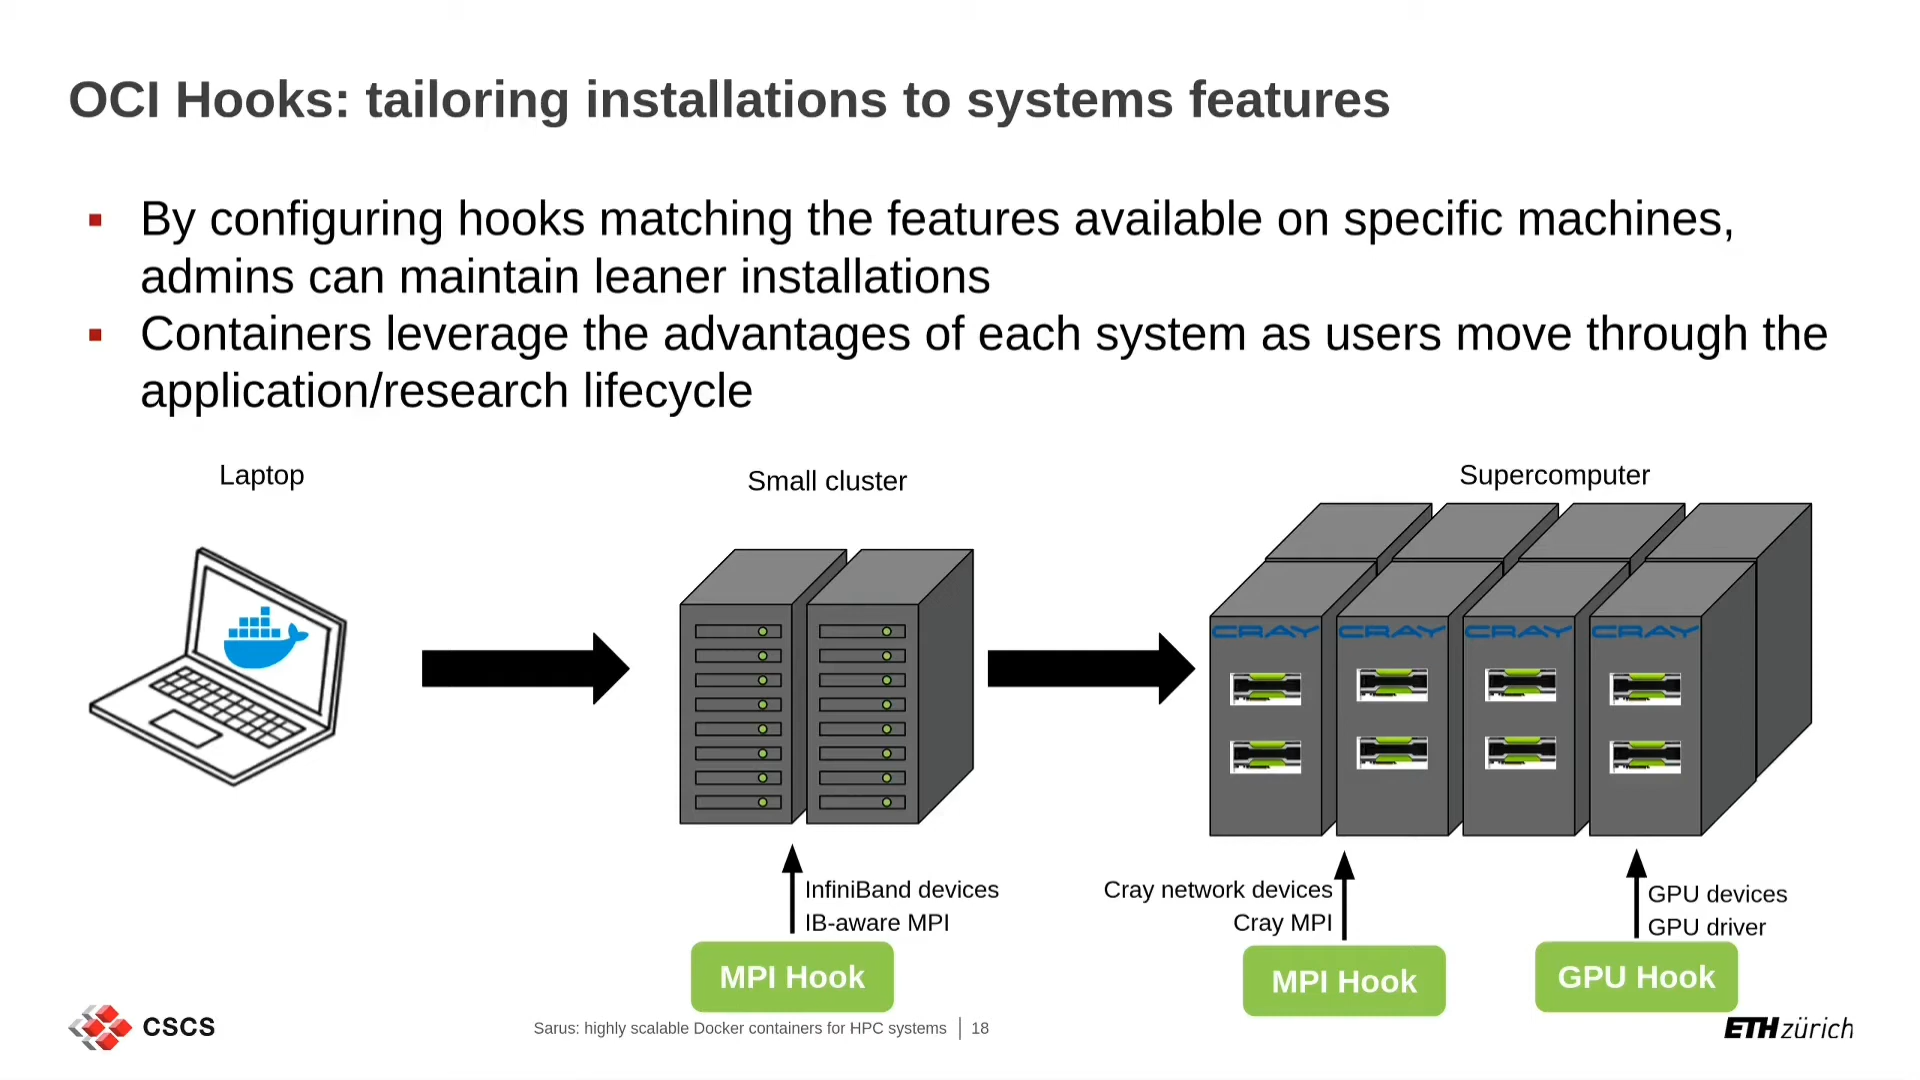 OCI Hooks: tailoring installations to systems features
▪ By configuring hooks matching the features available on specific machines,
admins can maintain leaner installations
▪ Containers leverage the advantages of each system as users move through the
application/research lifecycle
Laptop
Small cluster
Supercomputer
CRAY CRAY CRAY CRAY
InfiniBand devices
IB-aware MPI
MPI Hook
Cray network devices
Cray MPI
MPI Hook
GPU devices
GPU driver
GPU Hook
CSCS
Sarus: highly scalable Docker containers for HPC systems | 18
ETH zürich